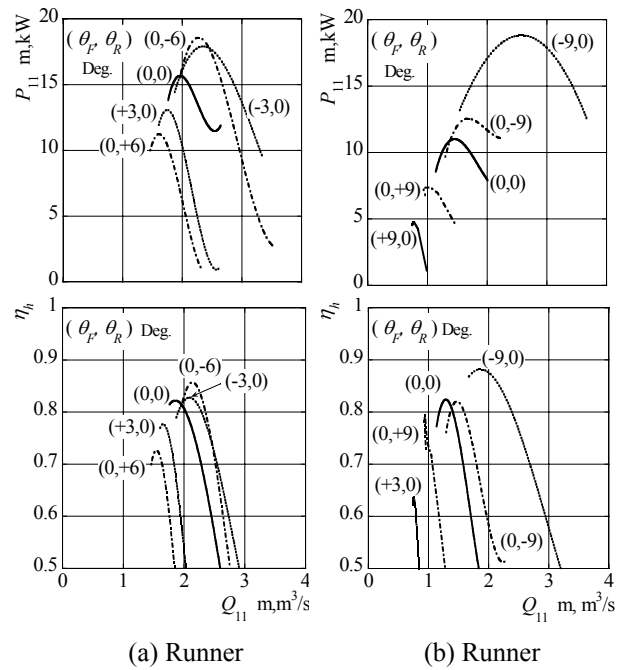 P11 m,kW
20
15
10
5
0
(θF, θR)
Deg.
(0,-6)
(0,0)
(-3,0)
(+3,0)
(0,+6)
P11 m,kW
20
15
10
5
0
(θF, θR)
Deg.
(-9,0)
(0,-9)
(0,0)
(0,+9)
(+9,0)
ηh
1
0.9
0.8
0.7
0.6
0.5
(θF, θR) Deg.
(0,-6)
(-3,0)
(0,0)
(+3,0)
(0,+6)
0 1 2 3 4
Q11 m,m³/s
ηh
1
0.9
0.8
0.7
0.6
0.5
(θF, θR) Deg.
(-9,0)
(0,0)
(0,+9)
(+3,0)
(0,-9)
0 1 2 3 4
Q11 m, m³/s
(a) Runner
(b) Runner